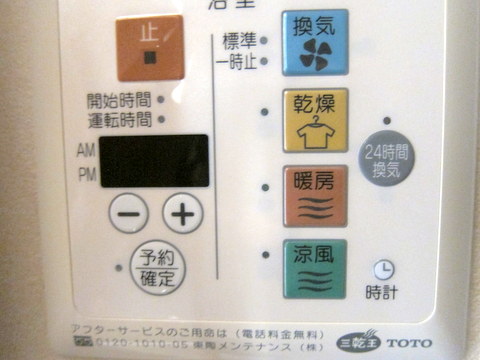 浴室
止
標準
一時止
換気
開始時間
運転時間
乾燥
AM
PM
24時間
換気
暖房
予約
確定
涼風
時計
アフターサービスのご用命は（電話料金無料）
0120-1010-05 東陶メンテナンス（株）
三乾王 TOTO